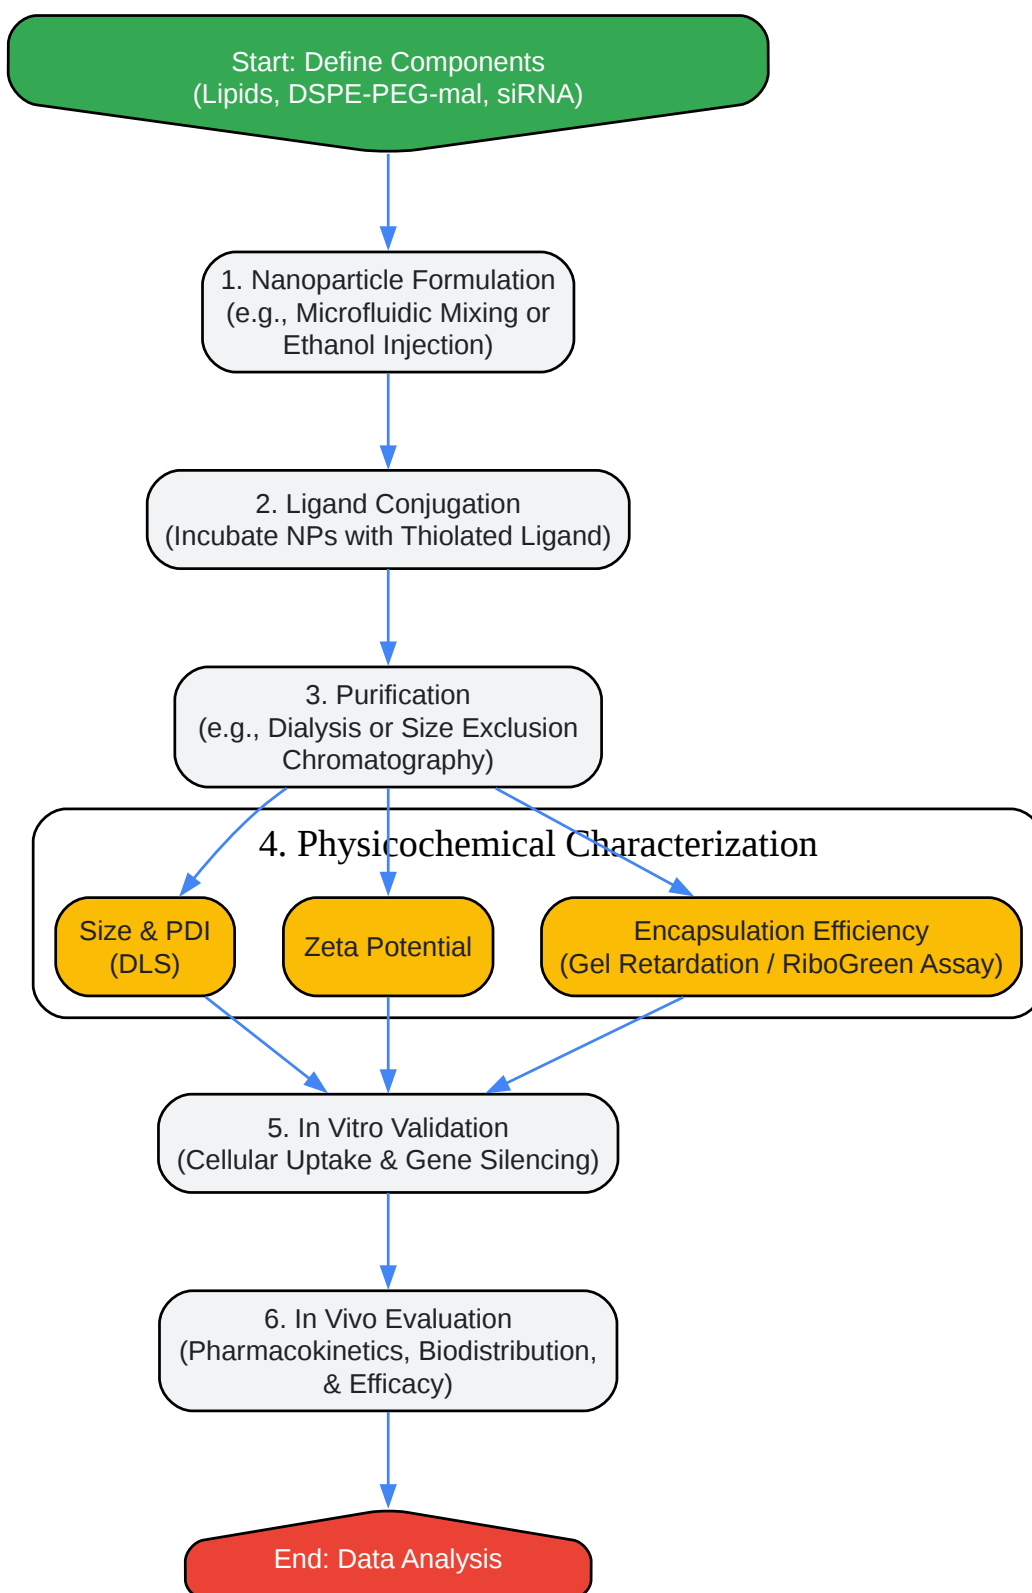 Start: Define Components
(Lipids, DSPE-PEG-mal, siRNA)
1. Nanoparticle Formulation
(e.g., Microfluidic Mixing or
Ethanol Injection)
2. Ligand Conjugation
(Incubate NPs with Thiolated Ligand)
3. Purification
(e.g., Dialysis or Size Exclusion
Chromatography)
4. Physicochemical Characterization
Size & PDI
(DLS)
Zeta Potential
Encapsulation Efficiency
(Gel Retardation / RiboGreen Assay)
5. In Vitro Validation
(Cellular Uptake & Gene Silencing)
6. In Vivo Evaluation
(Pharmacokinetics, Biodistribution,
& Efficacy)
End: Data Analysis